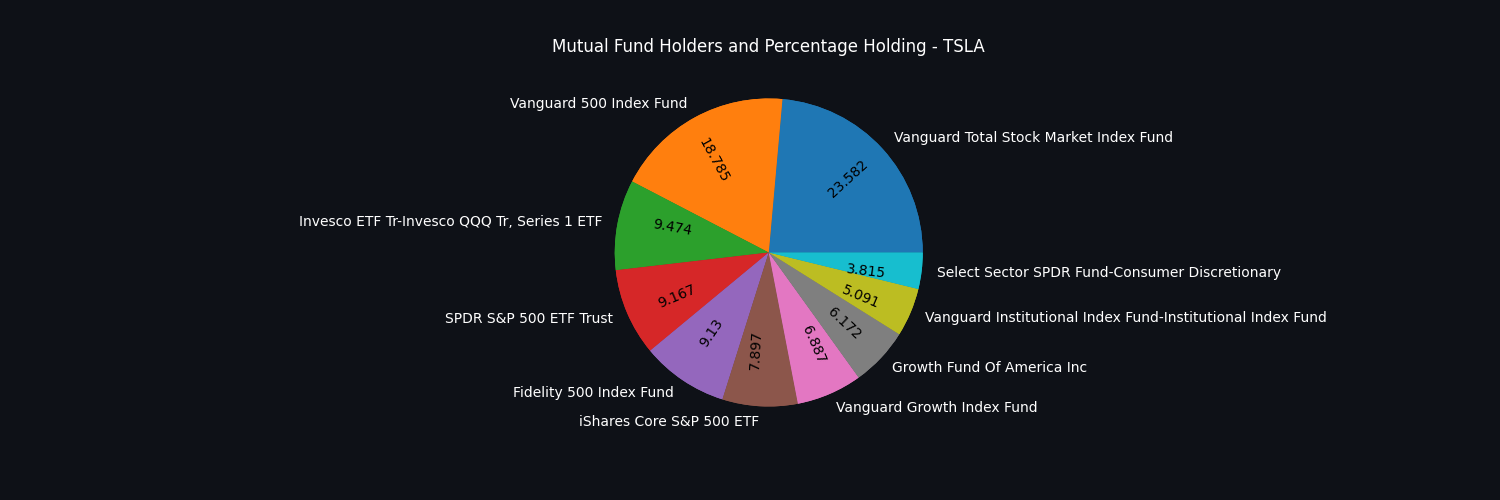 Mutual Fund Holders and Percentage Holding - TSLA
Vanguard 500 Index Fund
Vanguard Total Stock Market Index Fund
18.785
23.582
Invesco ETF Tr-Invesco QQQ Tr, Series 1 ETF
9.474
3.815
Select Sector SPDR Fund-Consumer Discretionary
SPDR S&P 500 ETF Trust
9.167
5.091
Vanguard Institutional Index Fund-Institutional Index Fund
9.13
7.897
6.887
6.172
Growth Fund Of America Inc
Fidelity 500 Index Fund
Vanguard Growth Index Fund
iShares Core S&P 500 ETF